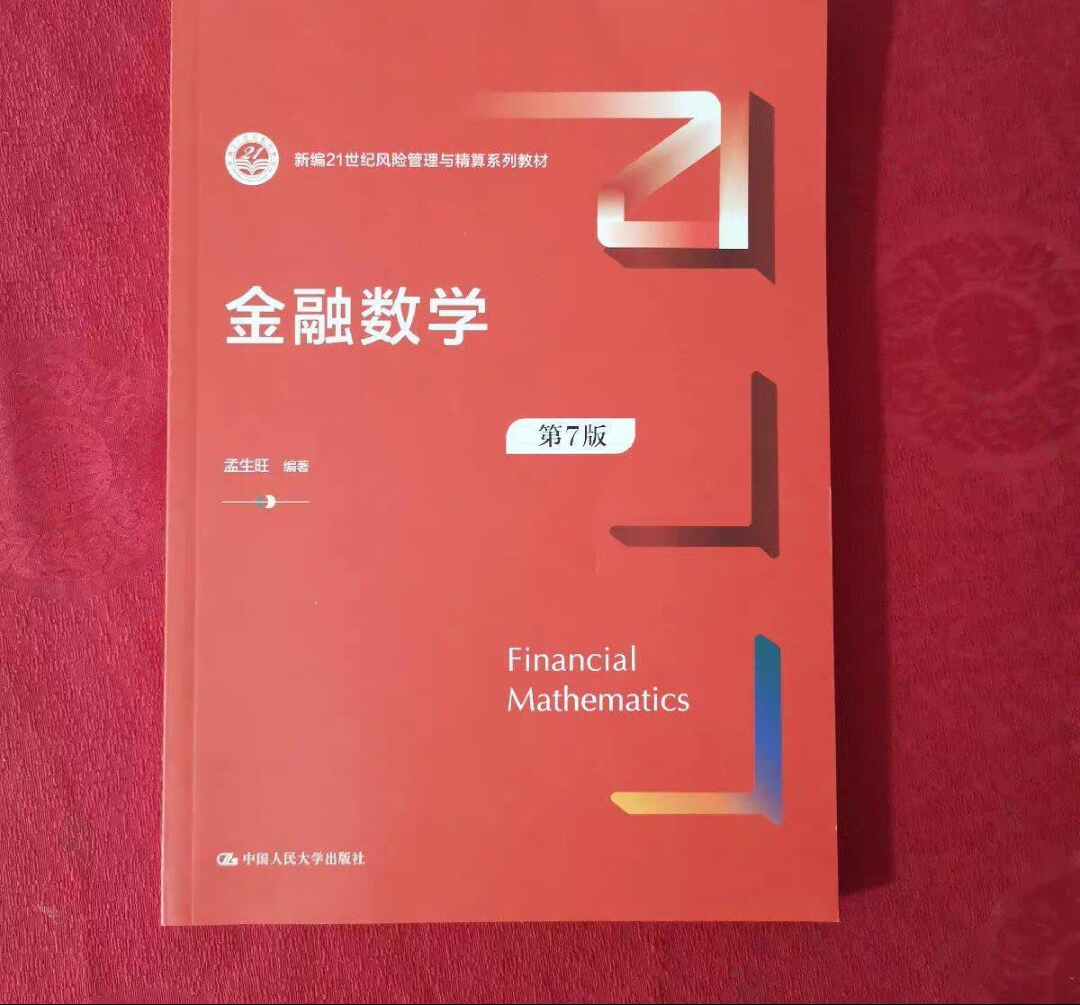 21
新编21世纪风险管理与精算系列教材
金融数学
第7版
孟生旺 编著
Financial
Mathematics
中国人民大学出版社